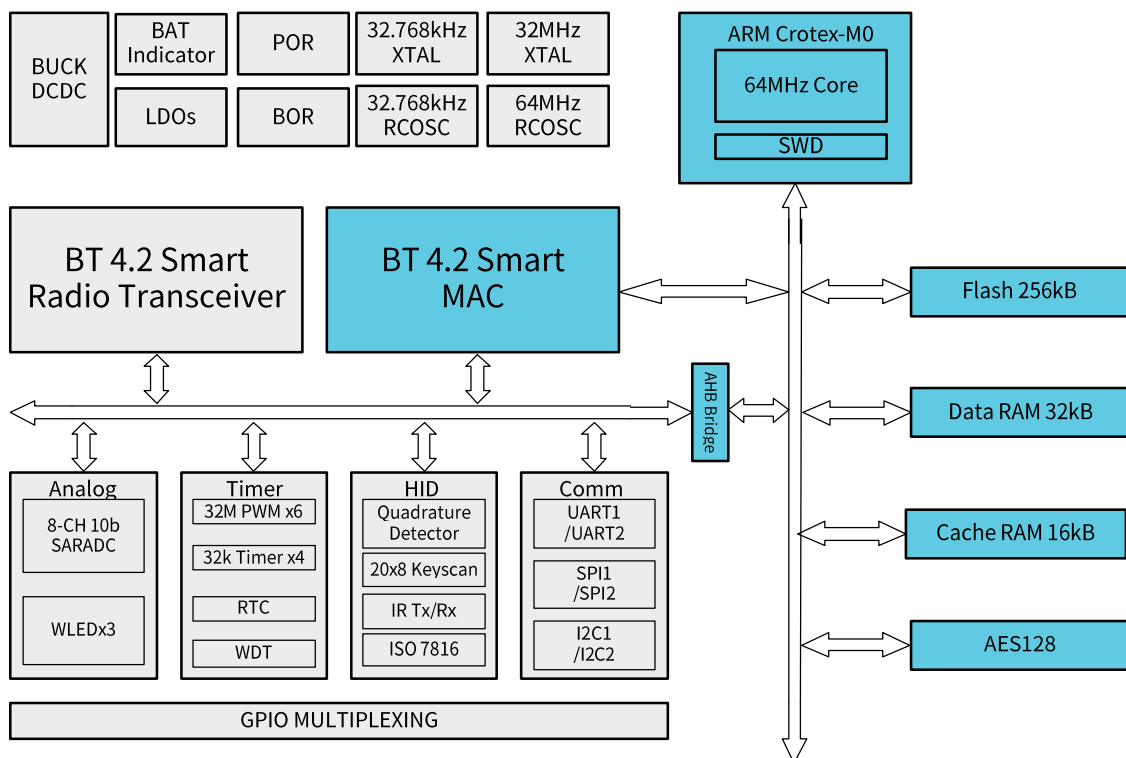 BUCK
DCDC
BAT
Indicator
POR
32.768kHz
XTAL
32MHz
XTAL
LDOs
BOR
32.768kHz
RCOSC
64MHz
RCOSC
ARM Crotex-M0
64MHz Core
SWD
BT 4.2 Smart
Radio Transceiver
BT 4.2 Smart
MAC
Flash 256kB
AHB Bridge
Data RAM 32kB
Cache RAM 16kB
AES128
Analog
8-CH 10b
SARADC
WLEDx3
Timer
32M PWM x6
32k Timer x4
RTC
WDT
HID
Quadrature
Detector
20x8 Keyscan
IR Tx/Rx
ISO 7816
Comm
UART1
/UART2
SPI1
/SPI2
I2C1
/I2C2
GPIO MULTIPLEXING